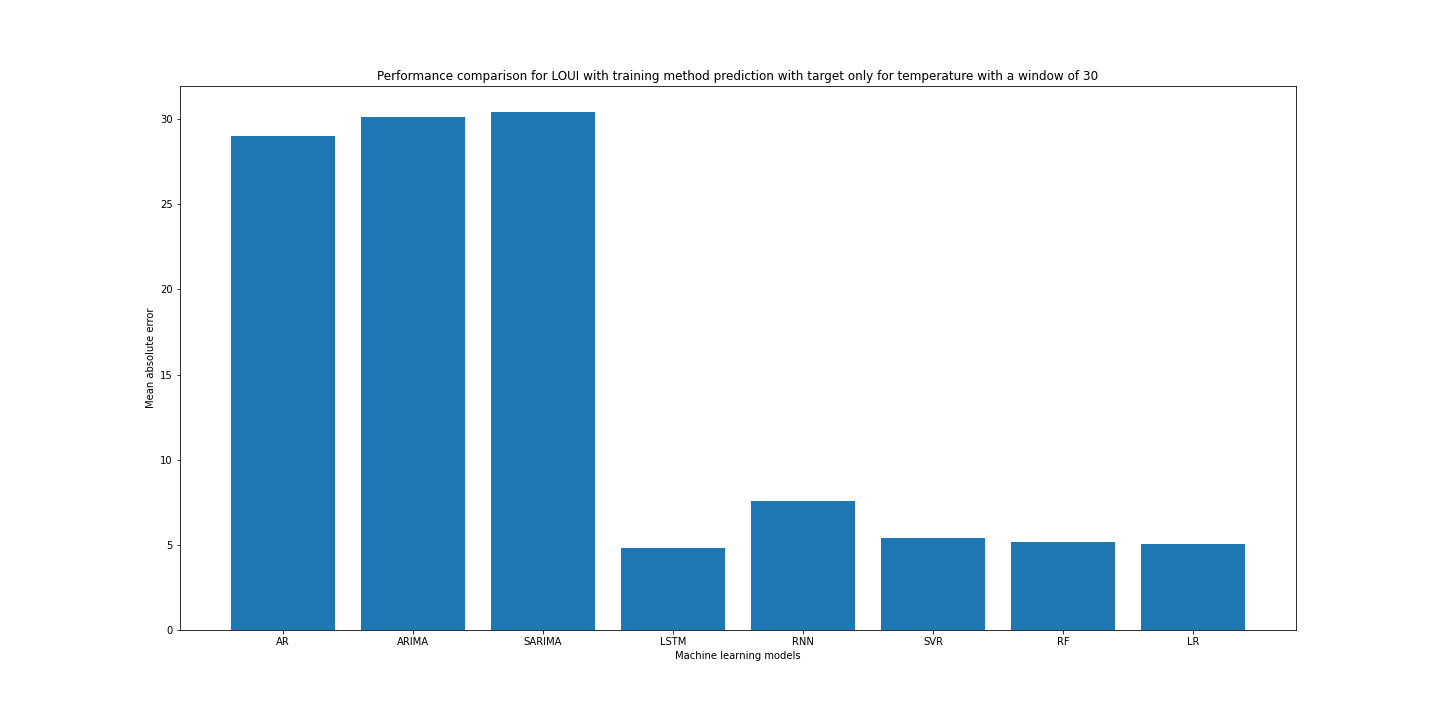 Performance comparison for LOUI with training method prediction with target only for temperature with a window of 30
Mean absolute error
30
25
20
15
10
5
0
AR ARIMA SARIMA LSTM RNN SVR RF LR
Machine learning models